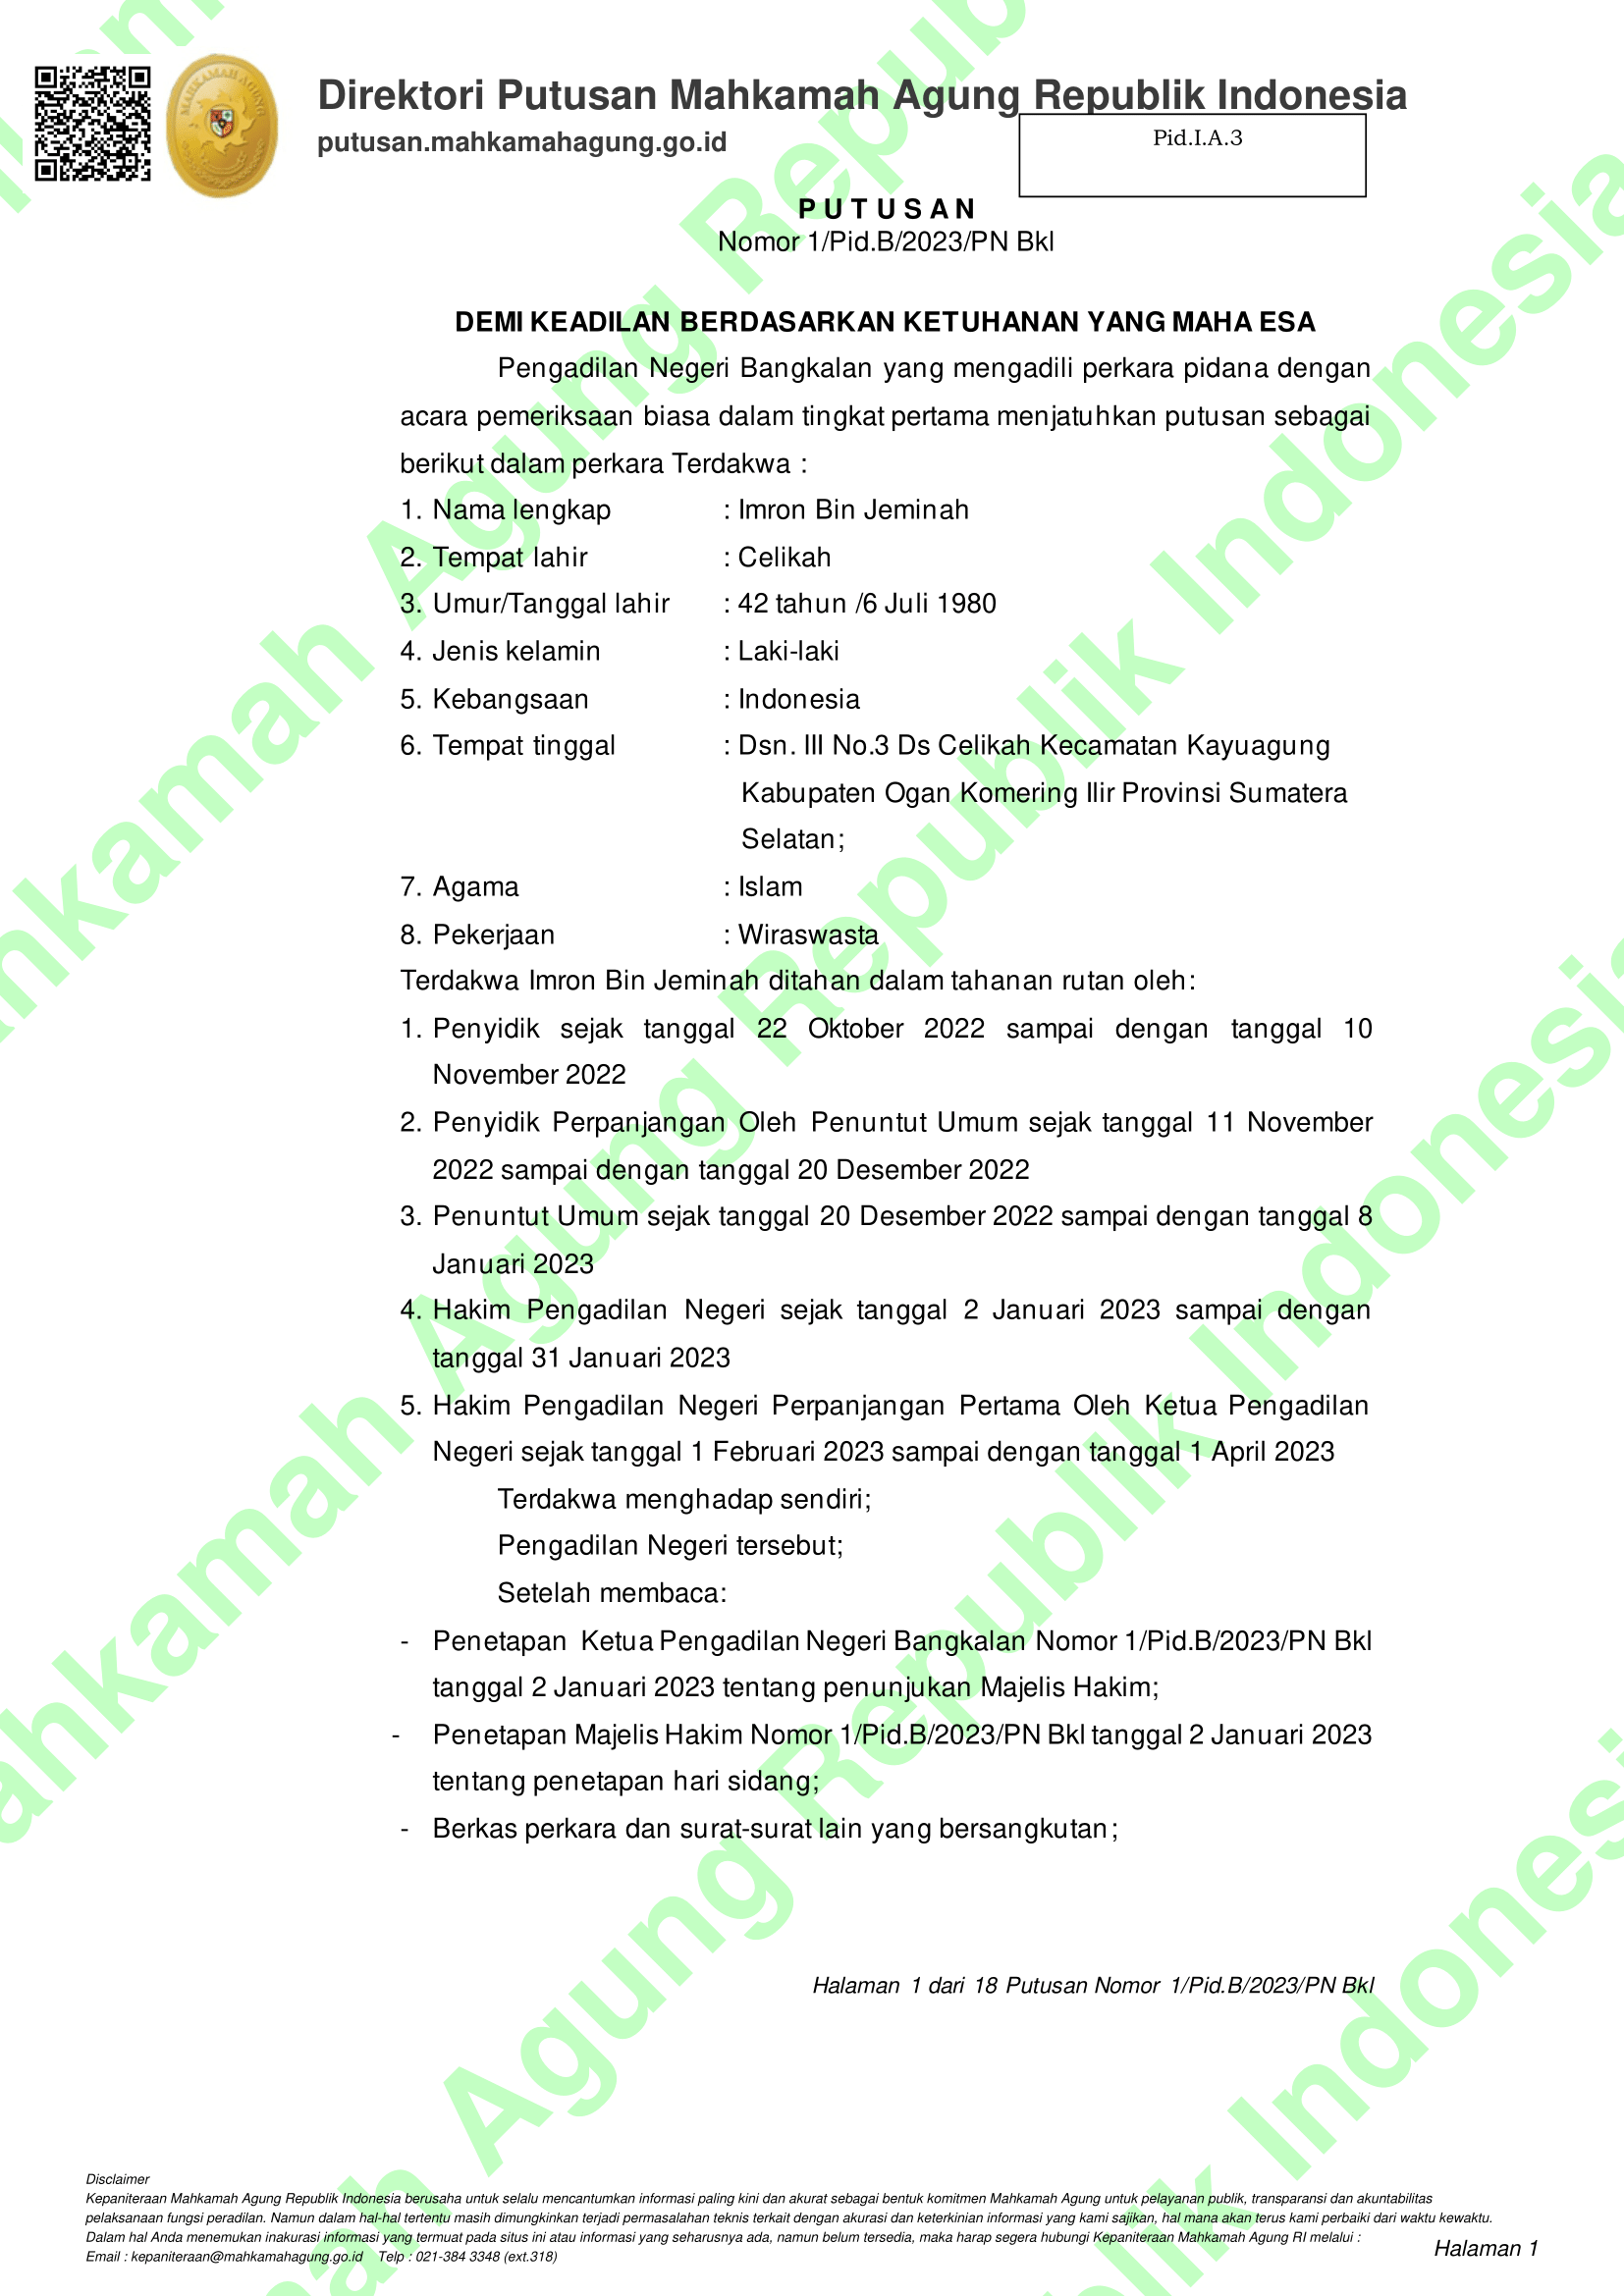 Direktori Putusan Mahkamah Agung Republik Indonesia
putusan.mahkamahagung.go.id
Pid.I.A.3
P U T U S A N
Nomor 1/Pid.B/2023/PN Bkl
DEMI KEADILAN BERDASARKAN KETUHANAN YANG MAHA ESA
Pengadilan Negeri Bangkalan yang mengadili perkara pidana dengan
acara pemeriksaan biasa dalam tingkat pertama menjatuhkan putusan sebagai
berikut dalam perkara Terdakwa :
1. Nama lengkap : Imron Bin Jeminah
2. Tempat lahir : Celikah
3. Umur/Tanggal lahir : 42 tahun /6 Juli 1980
4. Jenis kelamin : Laki-laki
5. Kebangsaan : Indonesia
6. Tempat tinggal : Dsn. III No.3 Ds Celikah Kecamatan Kayuagung
Kabupaten Ogan Komering Ilir Provinsi Sumatera
Selatan;
7. Agama : Islam
8. Pekerjaan : Wiraswasta
Terdakwa Imron Bin Jeminah ditahan dalam tahanan rutan oleh:
1. Penyidik sejak tanggal 22 Oktober 2022 sampai dengan tanggal 10
November 2022
2. Penyidik Perpanjangan Oleh Penuntut Umum sejak tanggal 11 November
2022 sampai dengan tanggal 20 Desember 2022
3. Penuntut Umum sejak tanggal 20 Desember 2022 sampai dengan tanggal 8
Januari 2023
4. Hakim Pengadilan Negeri sejak tanggal 2 Januari 2023 sampai dengan
tanggal 31 Januari 2023
5. Hakim Pengadilan Negeri Perpanjangan Pertama Oleh Ketua Pengadilan
Negeri sejak tanggal 1 Februari 2023 sampai dengan tanggal 1 April 2023
Terdakwa menghadap sendiri;
Pengadilan Negeri tersebut;
Setelah membaca:
- Penetapan Ketua Pengadilan Negeri Bangkalan Nomor 1/Pid.B/2023/PN Bkl
tanggal 2 Januari 2023 tentang penunjukan Majelis Hakim;
- Penetapan Majelis Hakim Nomor 1/Pid.B/2023/PN Bkl tanggal 2 Januari 2023
tentang penetapan hari sidang;
- Berkas perkara dan surat-surat lain yang bersangkutan;
Halaman 1 dari 18 Putusan Nomor 1/Pid.B/2023/PN Bkl
Disclaimer
Kepaniteraan Mahkamah Agung Republik Indonesia berusaha untuk selalu mencantumkan informasi paling kini dan akurat sebagai bentuk komitmen Mahkamah Agung untuk pelayanan publik, transparansi dan akuntabilitas
pelaksanaan fungsi peradilan. Namun dalam hal-hal tertentu masih dimungkinkan terjadi permasalahan teknis terkait dengan akurasi dan keterkinian informasi yang kami sajikan, hal mana akan terus kami perbaiki dari waktu kewaktu.
Dalam hal Anda menemukan inakurasi informasi yang termuat pada situs ini atau informasi yang seharusnya ada, namun belum tersedia, maka harap segera hubungi Kepaniteraan Mahkamah Agung RI melalui :
Email : kepaniteraan@mahkamahagung.go.id Telp : 021-384 3348 (ext.318)
Halaman 1